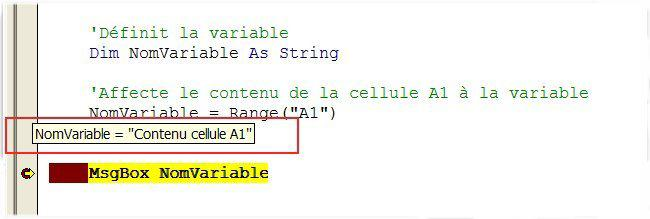 'Définit la variable
Dim NomVariable As String
'Affecte le contenu de la cellule A1 à la variable
NomVariable = Range("A1")
NomVariable = "Contenu cellule A1"
MsgBox NomVariable